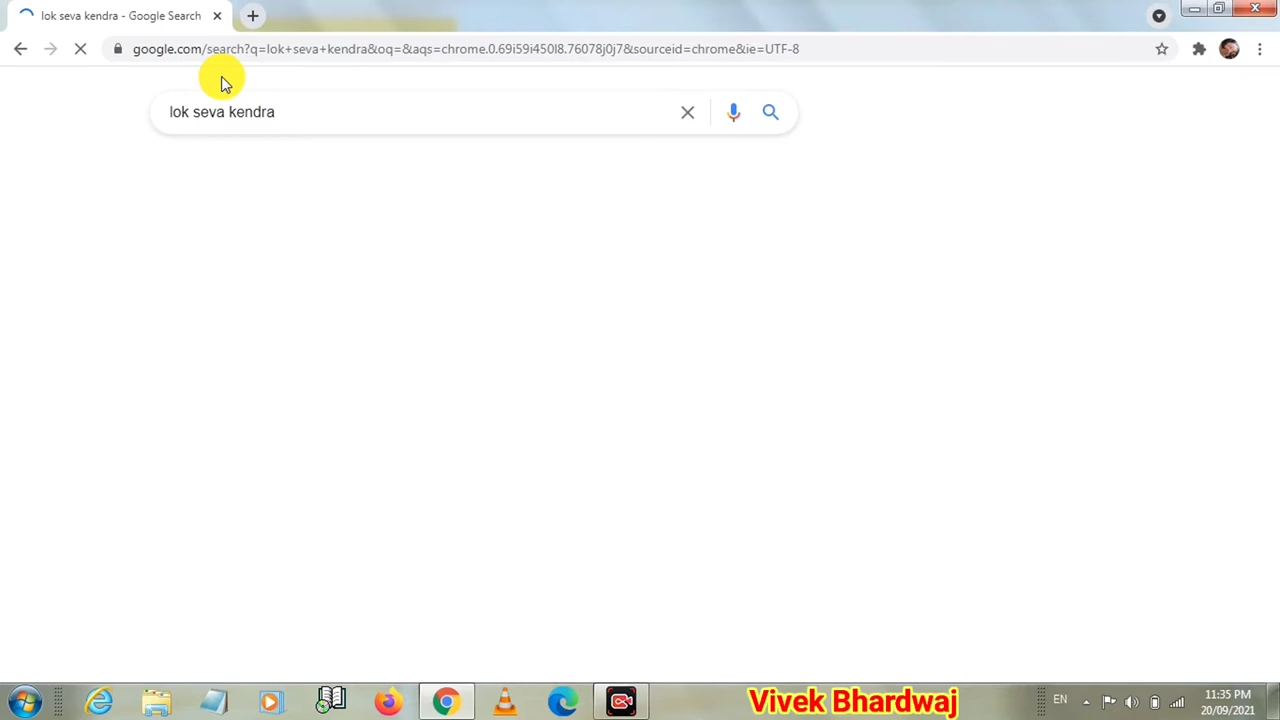 lok seva kendra - Google Search
google.com/search?q=lok+seva+kendra&oq=&aqs=chrome.0.69i59i450l8.76078j0j7&sourceid=chrome&ie=UTF-8
lok seva kendra
Vivek Bhardwaj
EN
11:35 PM
20/09/2021